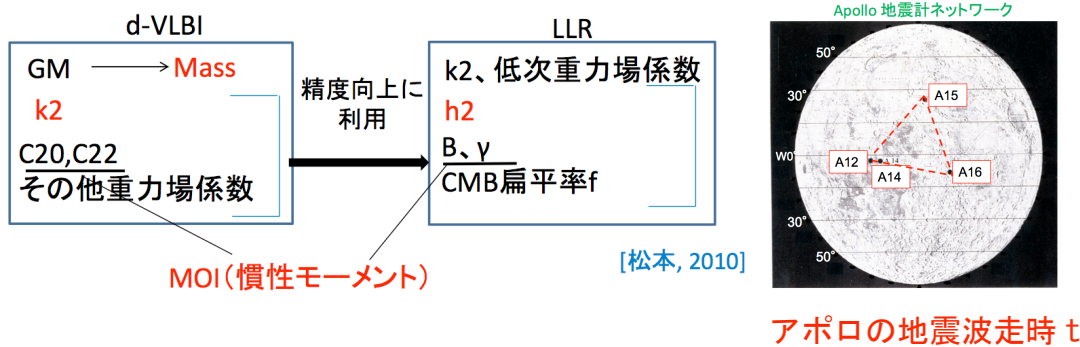 d-VLBI
GM → Mass
k2
C20,C22
その他重力場係数
精度向上に
利用
LLR
k2、低次重力場係数
h2
B、γ
CMB扁平率f
MOI(慣性モーメント)
[松本, 2010]
Apollo 地震計ネットワーク
50°
30°
W0°
30°
50°
A15
A12
14
A14
A16
アポロの地震波走時 t